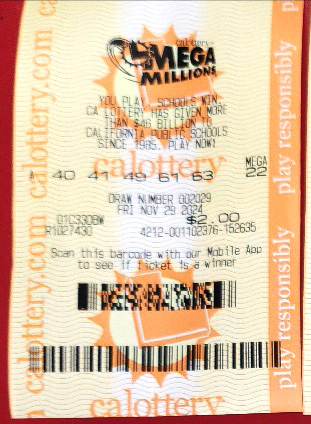 calottery
MEGA
MILLIONS
YOU PLAY. SCHOOLS WIN.
CA LOTTERY HAS GIVEN MORE
THAN $46 BILLION TO
CALIFORNIA PUBLIC SCHOOLS
SINCE 1985. PLAY NOW!
calottery
MEGA
A 40 41 49 61 63 22
DRAW NUMBER 002029
FRI NOV 29 2024
01C330BW $2.00
R1027430 4212-001102376-152635
Scan this barcode with our Mobile App
to see if ticket is a winner
calottery
calottery.com calottery.com
play responsibly play responsibly